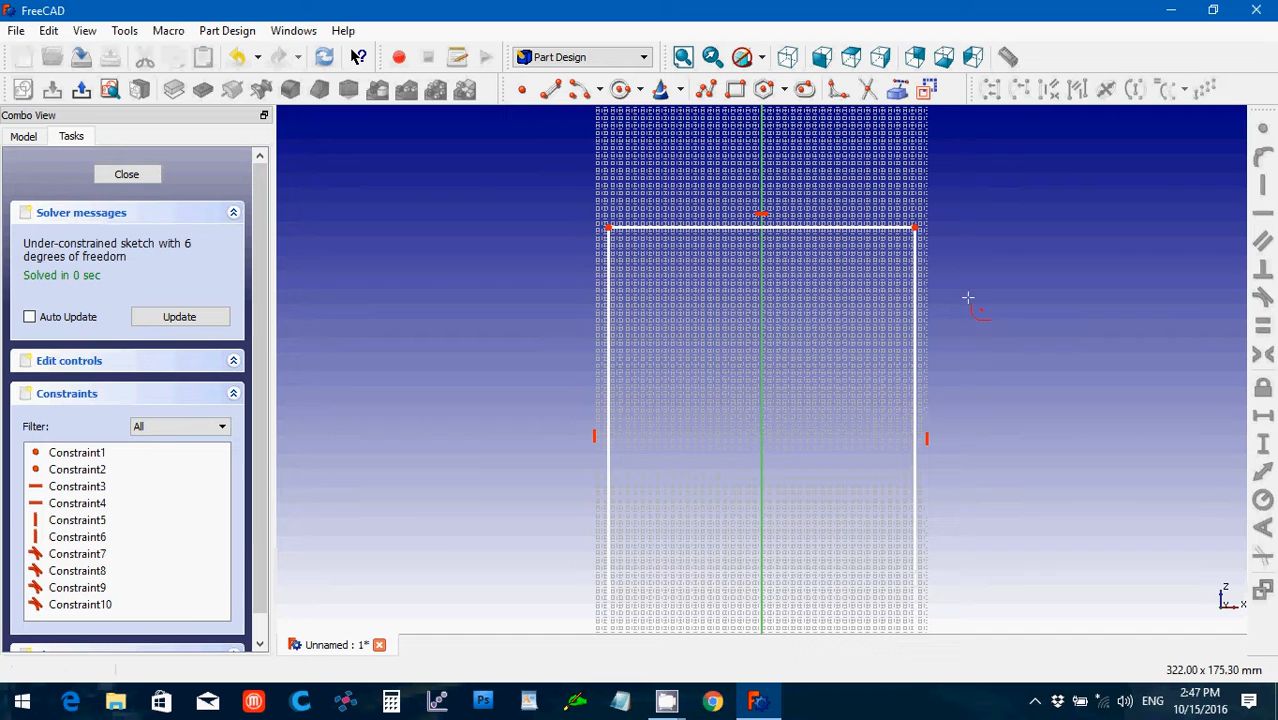 FreeCAD
File Edit View Tools Macro Part Design Windows Help
Part Design
Combo View
Model Tasks
Close
Solver messages
Under-constrained sketch with 6
degrees of freedom
Solved in 0 sec
Auto Update Update
Edit controls
Constraints
Filter: All
Constraint1
Constraint2
Constraint3
Constraint4
Constraint5
Constraint6
Constraint7
Constraint8
Constraint9
Constraint10
Z
Y X
Unnamed : 1*
322.00 x 175.30 mm
Ps
ENG
2:47 PM
10/15/2016